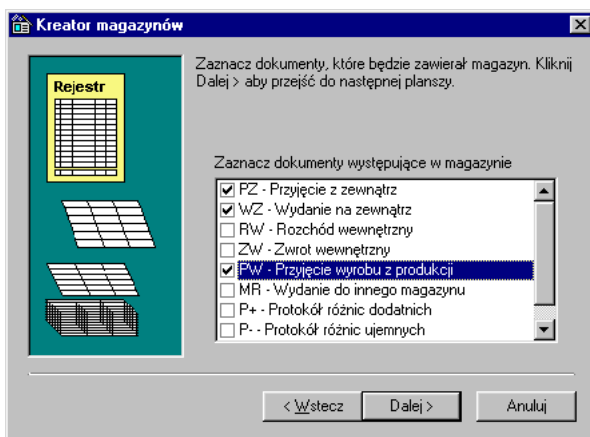 Kreator magazynów
Rejestr
Zaznacz dokumenty, które będzie zawierał magazyn. Kliknij
Dalej > aby przejść do następnej planszy.
Zaznacz dokumenty występujące w magazynie
PZ - Przyjęcie z zewnątrz
WZ - Wydanie na zewnątrz
RW - Rozchód wewnętrzny
ZW - Zwrot wewnętrzny
PW - Przyjęcie wyrobu z produkcji
MR - Wydanie do innego magazynu
P+ - Protokół różnic dodatnich
P- - Protokół różnic ujemnych
< Wstecz
Dalej >
Anuluj